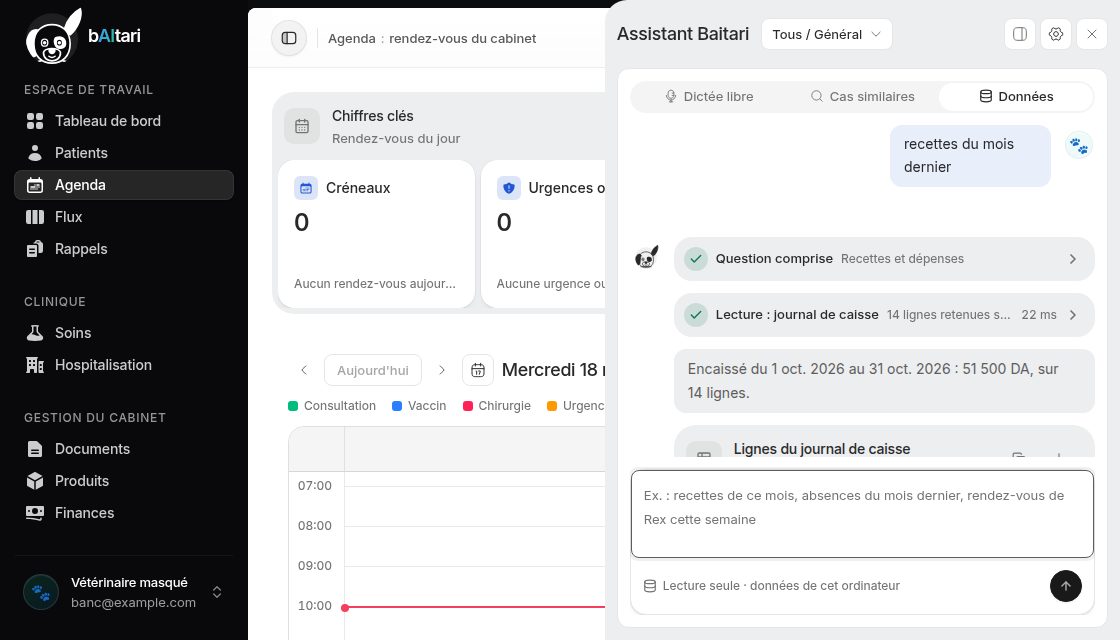 bAItari
ESPACE DE TRAVAIL
Tableau de bord
Patients
Agenda
Flux
Rappels
CLINIQUE
Soins
Hospitalisation
GESTION DU CABINET
Documents
Produits
Finances
Vétérinaire masqué
banc@example.com
Agenda : rendez-vous du cabinet
Chiffres clés
Rendez-vous du jour
Créneaux
0
Aucun rendez-vous aujour...
Urgences o
0
Aucune urgence ou
Aujourd'hui
17
Mercredi 18
Consultation
Vaccin
Chirurgie
Urgenc
07:00
08:00
09:00
10:00
Assistant Baitari
Tous / Général
Dictée libre
Cas similaires
Données
recettes du mois
dernier
Question comprise Recettes et dépenses
Lecture : journal de caisse 14 lignes retenues s... 22 ms
Encaissé du 1 oct. 2026 au 31 oct. 2026 : 51 500 DA, sur
14 lignes.
Lignes du journal de caisse
Ex. : recettes de ce mois, absences du mois dernier, rendez-vous de
Rex cette semaine
Lecture seule · données de cet ordinateur